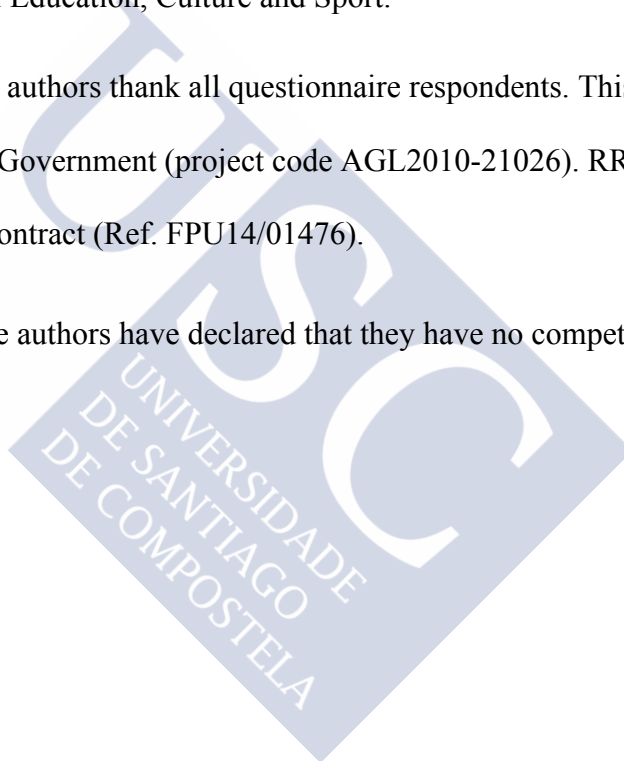 Education, Culture and Sport.
authors thank all questionnaire respondents. This
Government (project code AGL2010-21026). RR
ontract (Ref. FPU14/01476).
e authors have declared that they have no compet
USC
UNIVERSIDADE
DE SANTIAGO
DE COMPOSTELA